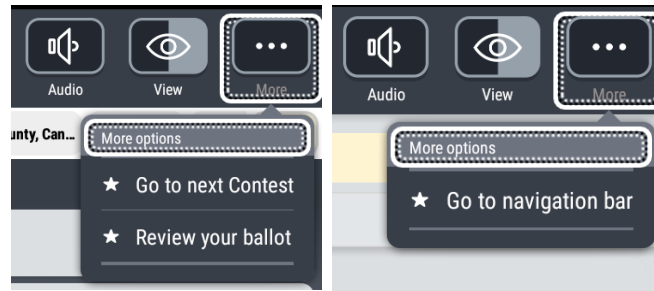 Audio
View
More
unty, Can...
More options
Go to next Contest
Review your ballot
Audio
View
More
More options
Go to navigation bar